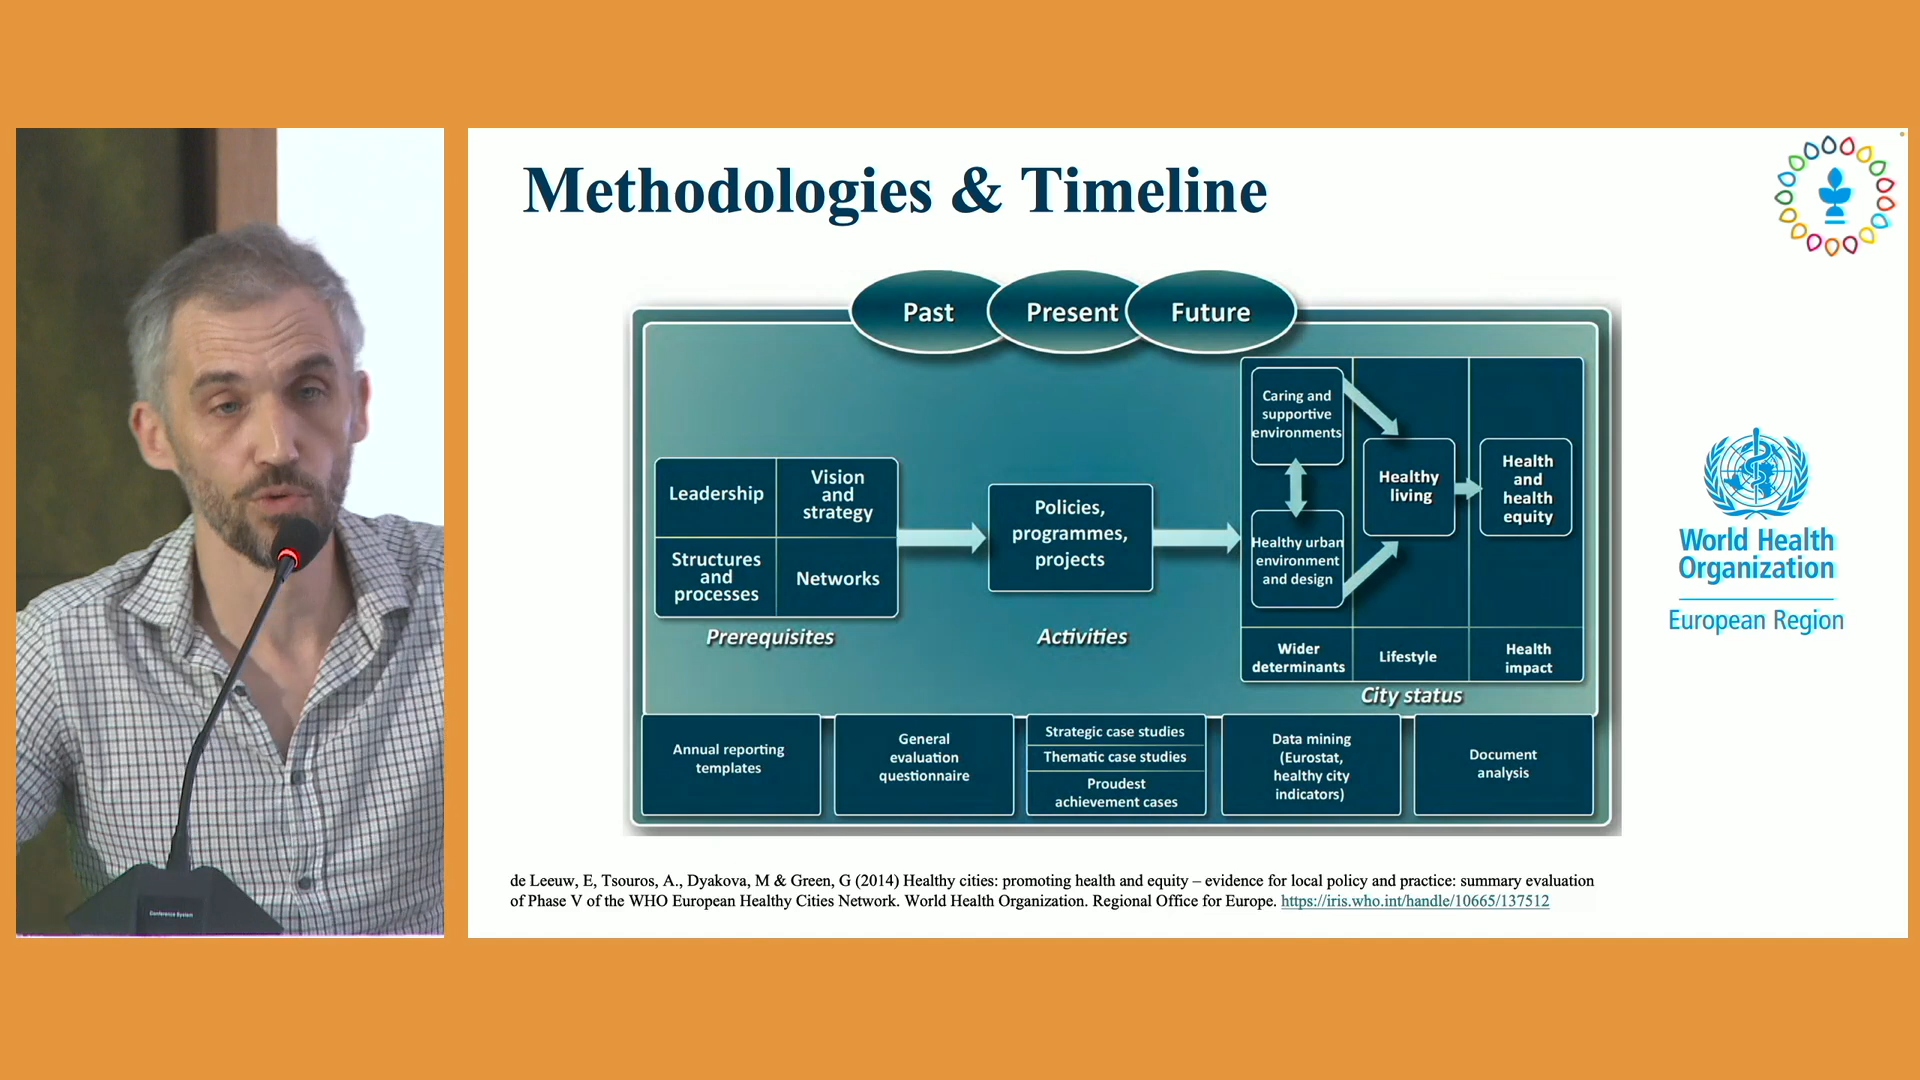 Methodologies & Timeline
Past
Present
Future
Leadership
Vision
and
strategy
Structures
and
processes
Networks
Prerequisites
Policies,
programmes,
projects
Activities
Caring and
supportive
environments
Healthy urban
environment
and design
Healthy
living
Health
and
health
equity
Wider
determinants
Lifestyle
Health
impact
City status
Annual reporting
templates
General
evaluation
questionnaire
Strategic case studies
Thematic case studies
Proudest
achievement cases
Data mining
(Eurostat,
healthy city
indicators)
Document
analysis
World Health
Organization
European Region
de Leeuw, E, Tsouros, A., Dyakova, M & Green, G (2014) Healthy cities: promoting health and equity – evidence for local policy and practice: summary evaluation
of Phase V of the WHO European Healthy Cities Network. World Health Organization. Regional Office for Europe. https://iris.who.int/handle/10665/137512
Conference System